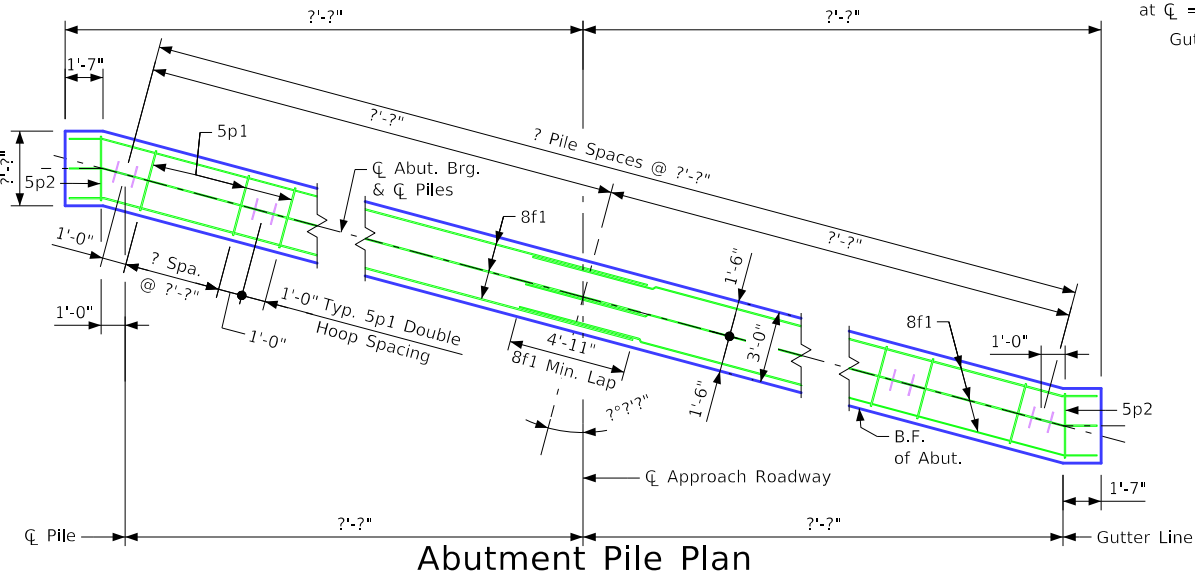 ?'-?"
?'-?"
at ℄ =
Gut
1'-7"
?'-?"
5p1
?'-?"
? Pile Spaces @ ?'-?"
℄ Abut. Brg.
& ℄ Piles
5p2
8f1
?'-?"
1'-0"
? Spa.
@ ?'-?"
1'-6"
1'-0"
1'-0" Typ. 5p1 Double
Hoop Spacing
1'-0"
4'-11"
8f1 Min. Lap
3'-0"
1'-6"
8f1
1'-0"
?°?'?"
5p2
B.F.
of Abut.
℄ Approach Roadway
1'-7"
℄ Pile
?'-?"
?'-?"
Gutter Line
Abutment Pile Plan